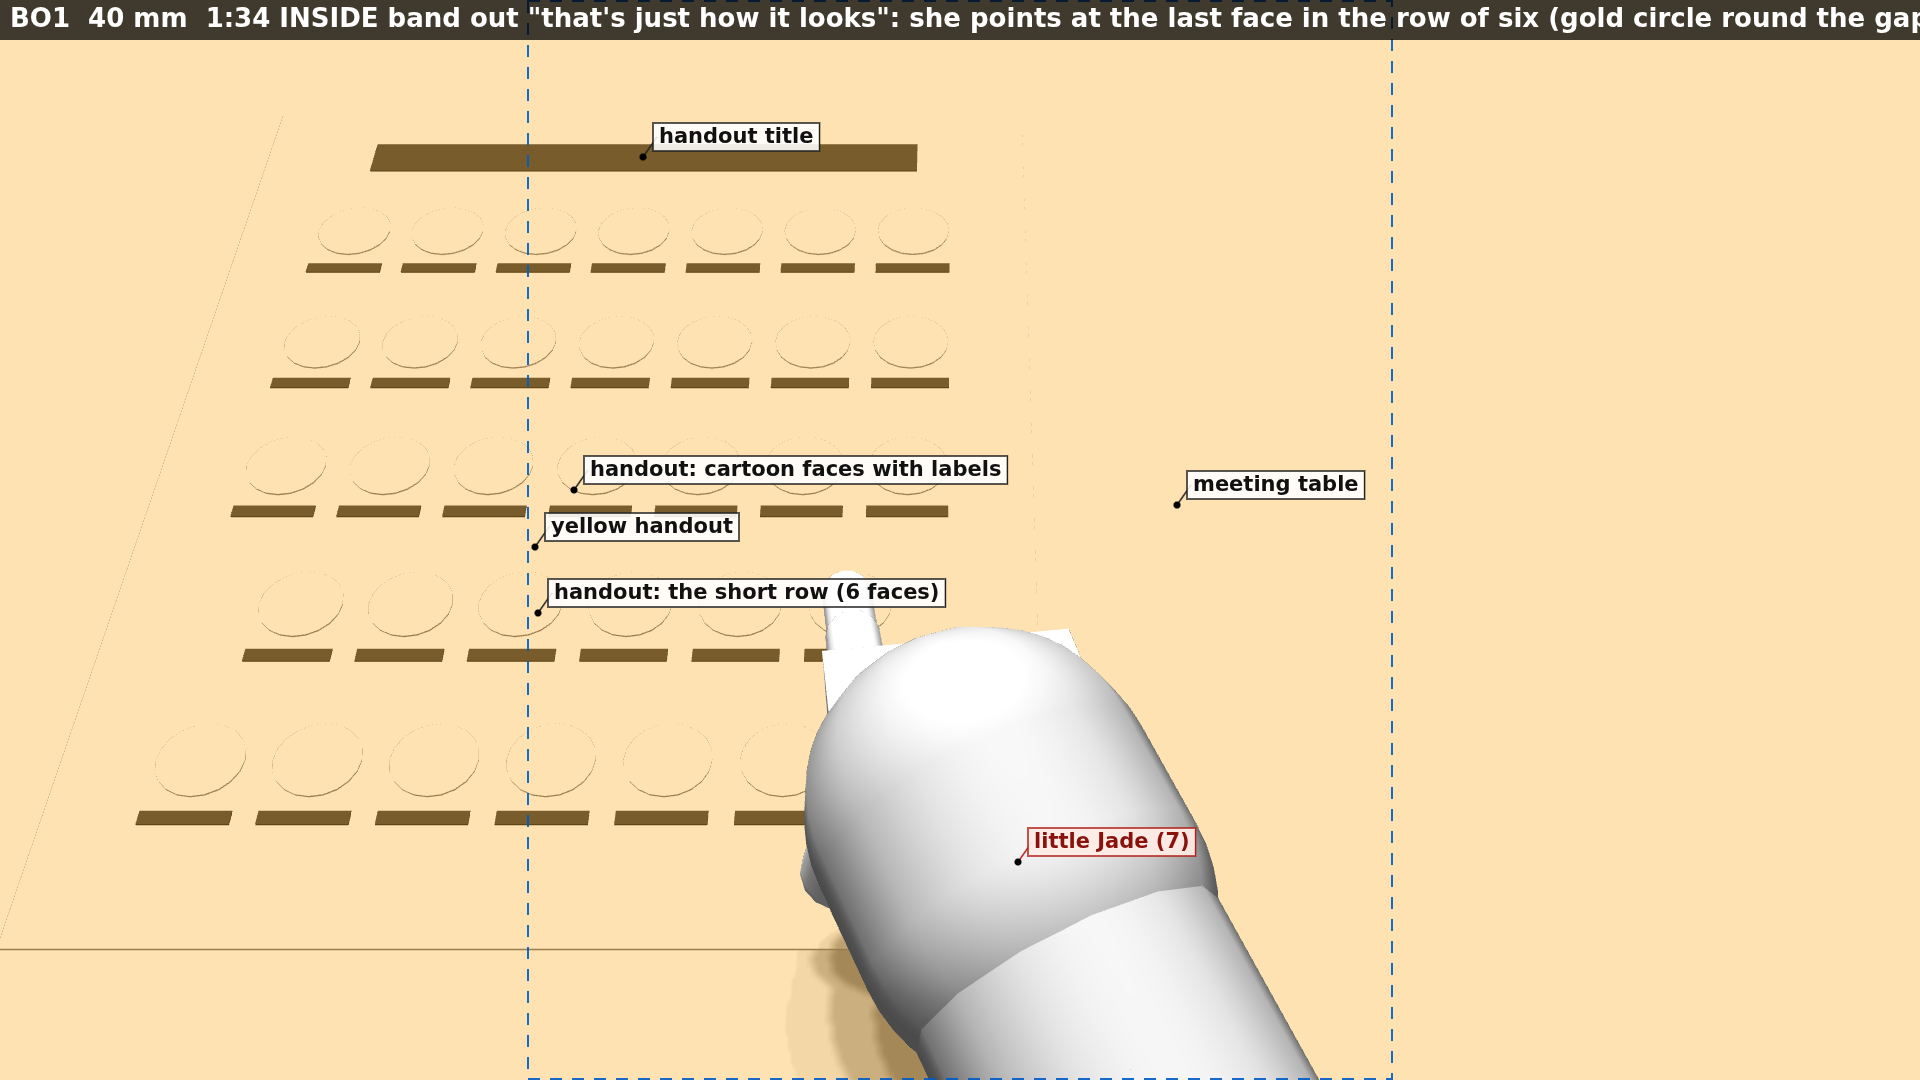 BO1  40 mm  1:34 INSIDE band out "that's just how it looks": she points at the last face in the row of six (gold circle round the gap
handout title
handout: cartoon faces with labels
meeting table
yellow handout
handout: the short row (6 faces)
little Jade (7)